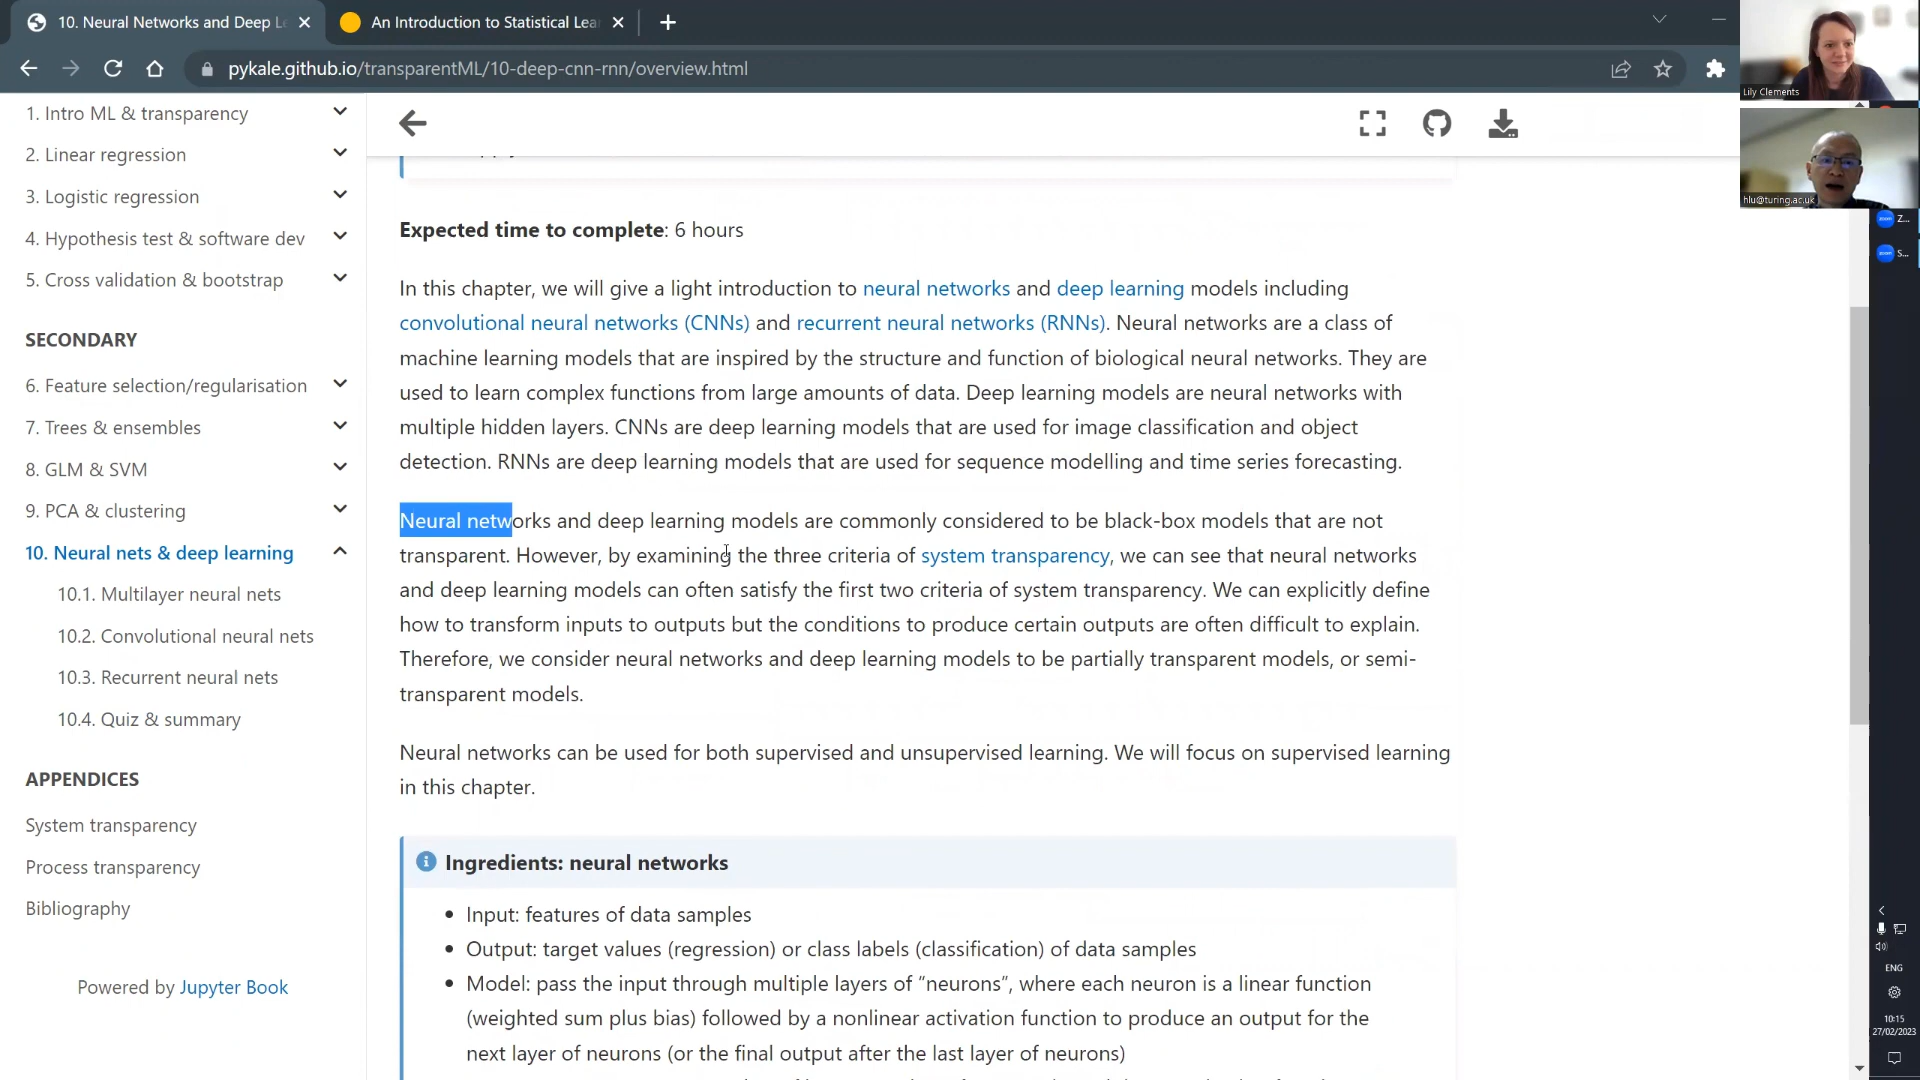 10. Neural Networks and Deep Le
An Introduction to Statistical Lea
pykale.github.io/transparentML/10-deep-cnn-rnn/overview.html
Lily Clements
hlu@turing.ac.uk
Z...
S...
1. Intro ML & transparency
2. Linear regression
3. Logistic regression
4. Hypothesis test & software dev
5. Cross validation & bootstrap
SECONDARY
6. Feature selection/regularisation
7. Trees & ensembles
8. GLM & SVM
9. PCA & clustering
10. Neural nets & deep learning
10.1. Multilayer neural nets
10.2. Convolutional neural nets
10.3. Recurrent neural nets
10.4. Quiz & summary
APPENDICES
System transparency
Process transparency
Bibliography
Powered by Jupyter Book
Expected time to complete: 6 hours
In this chapter, we will give a light introduction to neural networks and deep learning models including
convolutional neural networks (CNNs) and recurrent neural networks (RNNs). Neural networks are a class of
machine learning models that are inspired by the structure and function of biological neural networks. They are
used to learn complex functions from large amounts of data. Deep learning models are neural networks with
multiple hidden layers. CNNs are deep learning models that are used for image classification and object
detection. RNNs are deep learning models that are used for sequence modelling and time series forecasting.
Neural networks and deep learning models are commonly considered to be black-box models that are not
transparent. However, by examining the three criteria of system transparency, we can see that neural networks
and deep learning models can often satisfy the first two criteria of system transparency. We can explicitly define
how to transform inputs to outputs but the conditions to produce certain outputs are often difficult to explain.
Therefore, we consider neural networks and deep learning models to be partially transparent models, or semi-
transparent models.
Neural networks can be used for both supervised and unsupervised learning. We will focus on supervised learning
in this chapter.
Ingredients: neural networks
Input: features of data samples
Output: target values (regression) or class labels (classification) of data samples
Model: pass the input through multiple layers of “neurons”, where each neuron is a linear function
(weighted sum plus bias) followed by a nonlinear activation function to produce an output for the
next layer of neurons (or the final output after the last layer of neurons)
ENG
10:15
27/02/2023